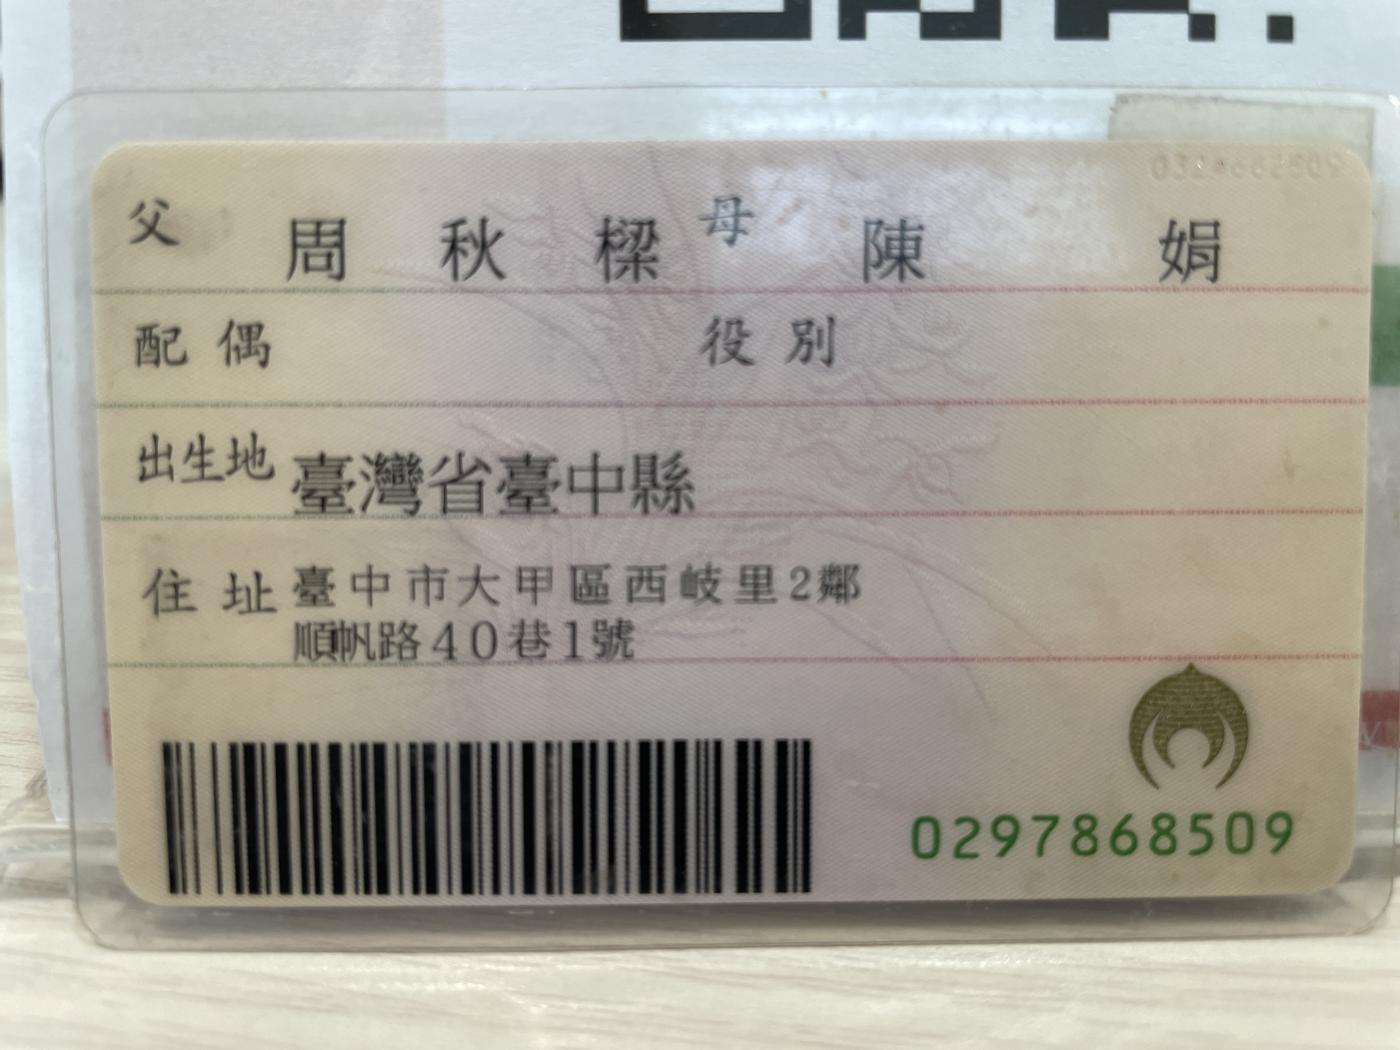 父 周秋樑 母 陳娟
配偶 役別
出生地 臺灣省臺中縣
住址 臺中市大甲區西岐里2鄰
順帆路40巷1號
0297868509